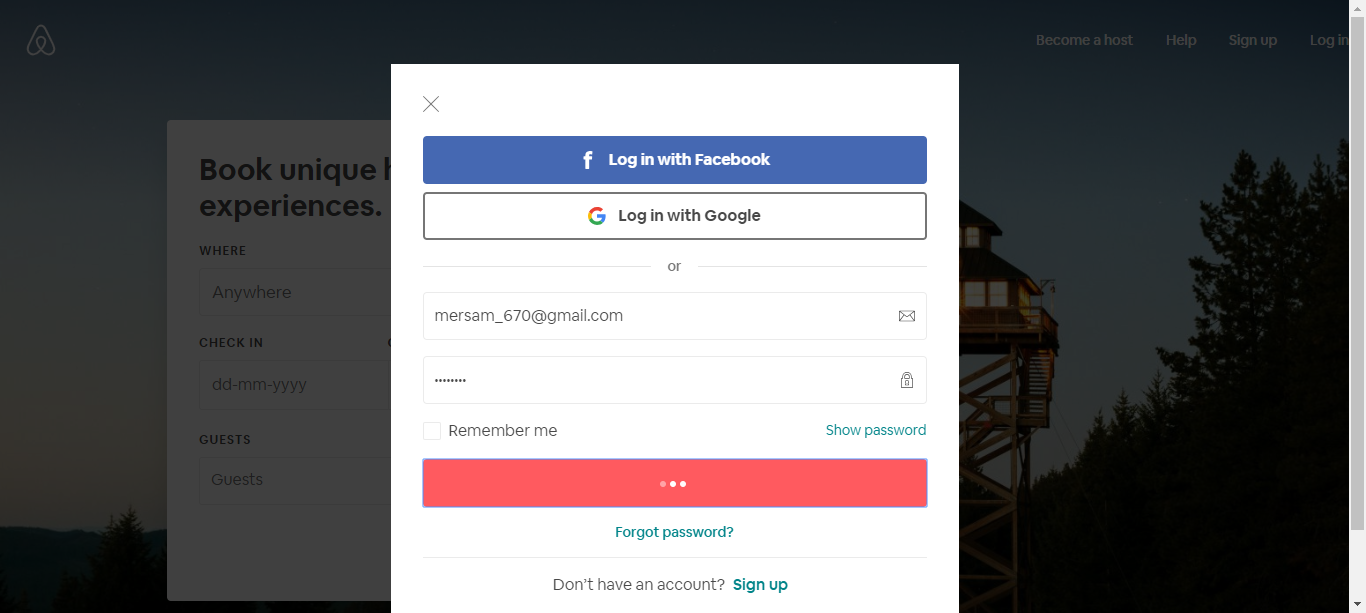 Become a host Help Sign up Log in
Log in with Facebook
Book unique
Log in with Google
experiences.
WHERE
or
Anywhere
mersam_670@gmail.com
CHECK IN
dd-mm-yyyy
••••••••
Remember me Show password
GUESTS
Guests
Forgot password?
Don’t have an account? Sign up